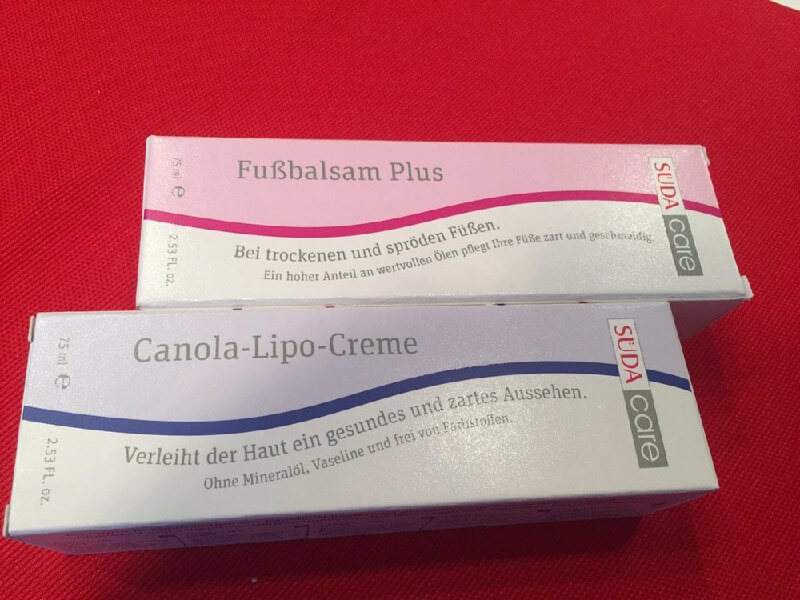 Fußbalsam Plus
75 ml e
2.53 FL. oz.
Bei trockenen und spröden Füßen.
Ein hoher Anteil an wertvollen Ölen pflegt Ihre Füße zart und geschmeidig.
SÜDA care
Canola-Lipo-Creme
75 ml e
2.53 FL. oz.
Verleiht der Haut ein gesundes und zartes Aussehen.
Ohne Mineralöl, Vaseline und frei von Farbstoffen.
SÜDA care